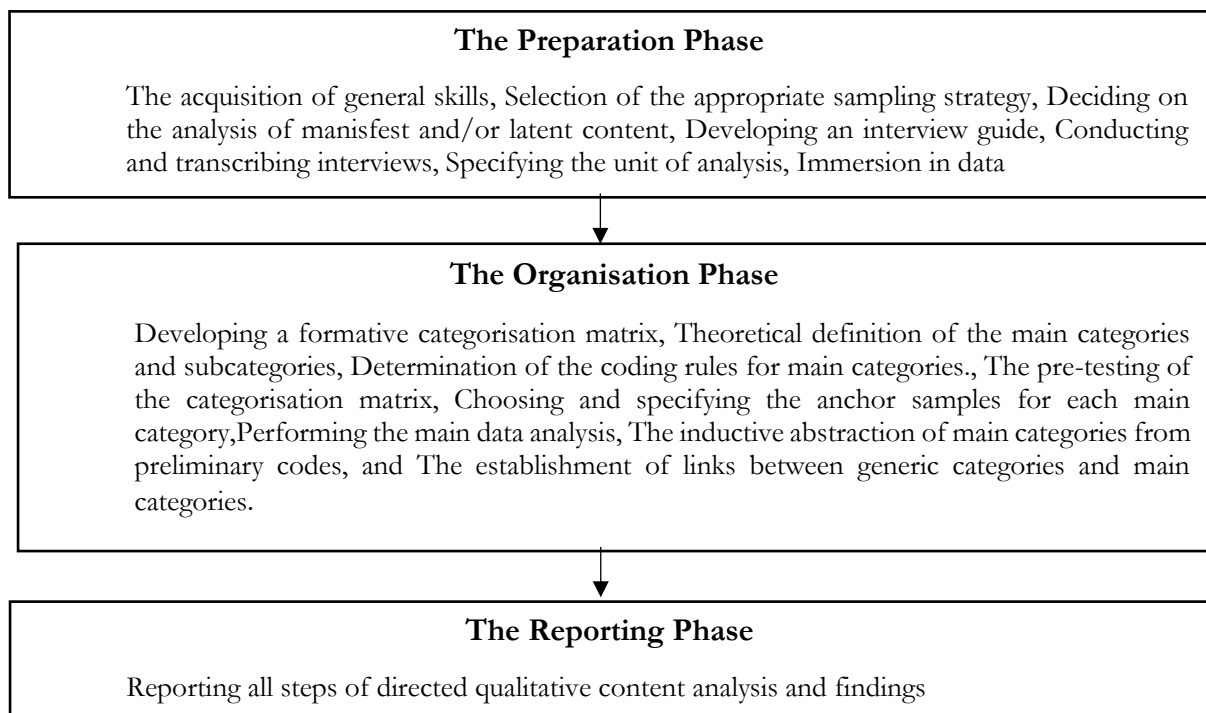 The Preparation Phase
The acquisition of general skills, Selection of the appropriate sampling strategy, Deciding on
the analysis of manisfest and/or latent content, Developing an interview guide, Conducting
and transcribing interviews, Specifying the unit of analysis, Immersion in data
The Organisation Phase
Developing a formative categorisation matrix, Theoretical definition of the main categories
and subcategories, Determination of the coding rules for main categories., The pre-testing of
the categorisation matrix, Choosing and specifying the anchor samples for each main
category,Performing the main data analysis, The inductive abstraction of main categories from
preliminary codes, and The establishment of links between generic categories and main
categories.
The Reporting Phase
Reporting all steps of directed qualitative content analysis and findings